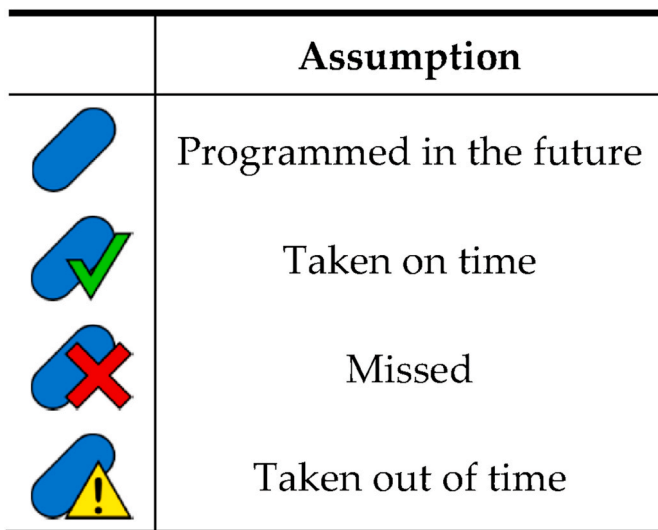 Assumption
Programmed in the future
Taken on time
Missed
!
Taken out of time